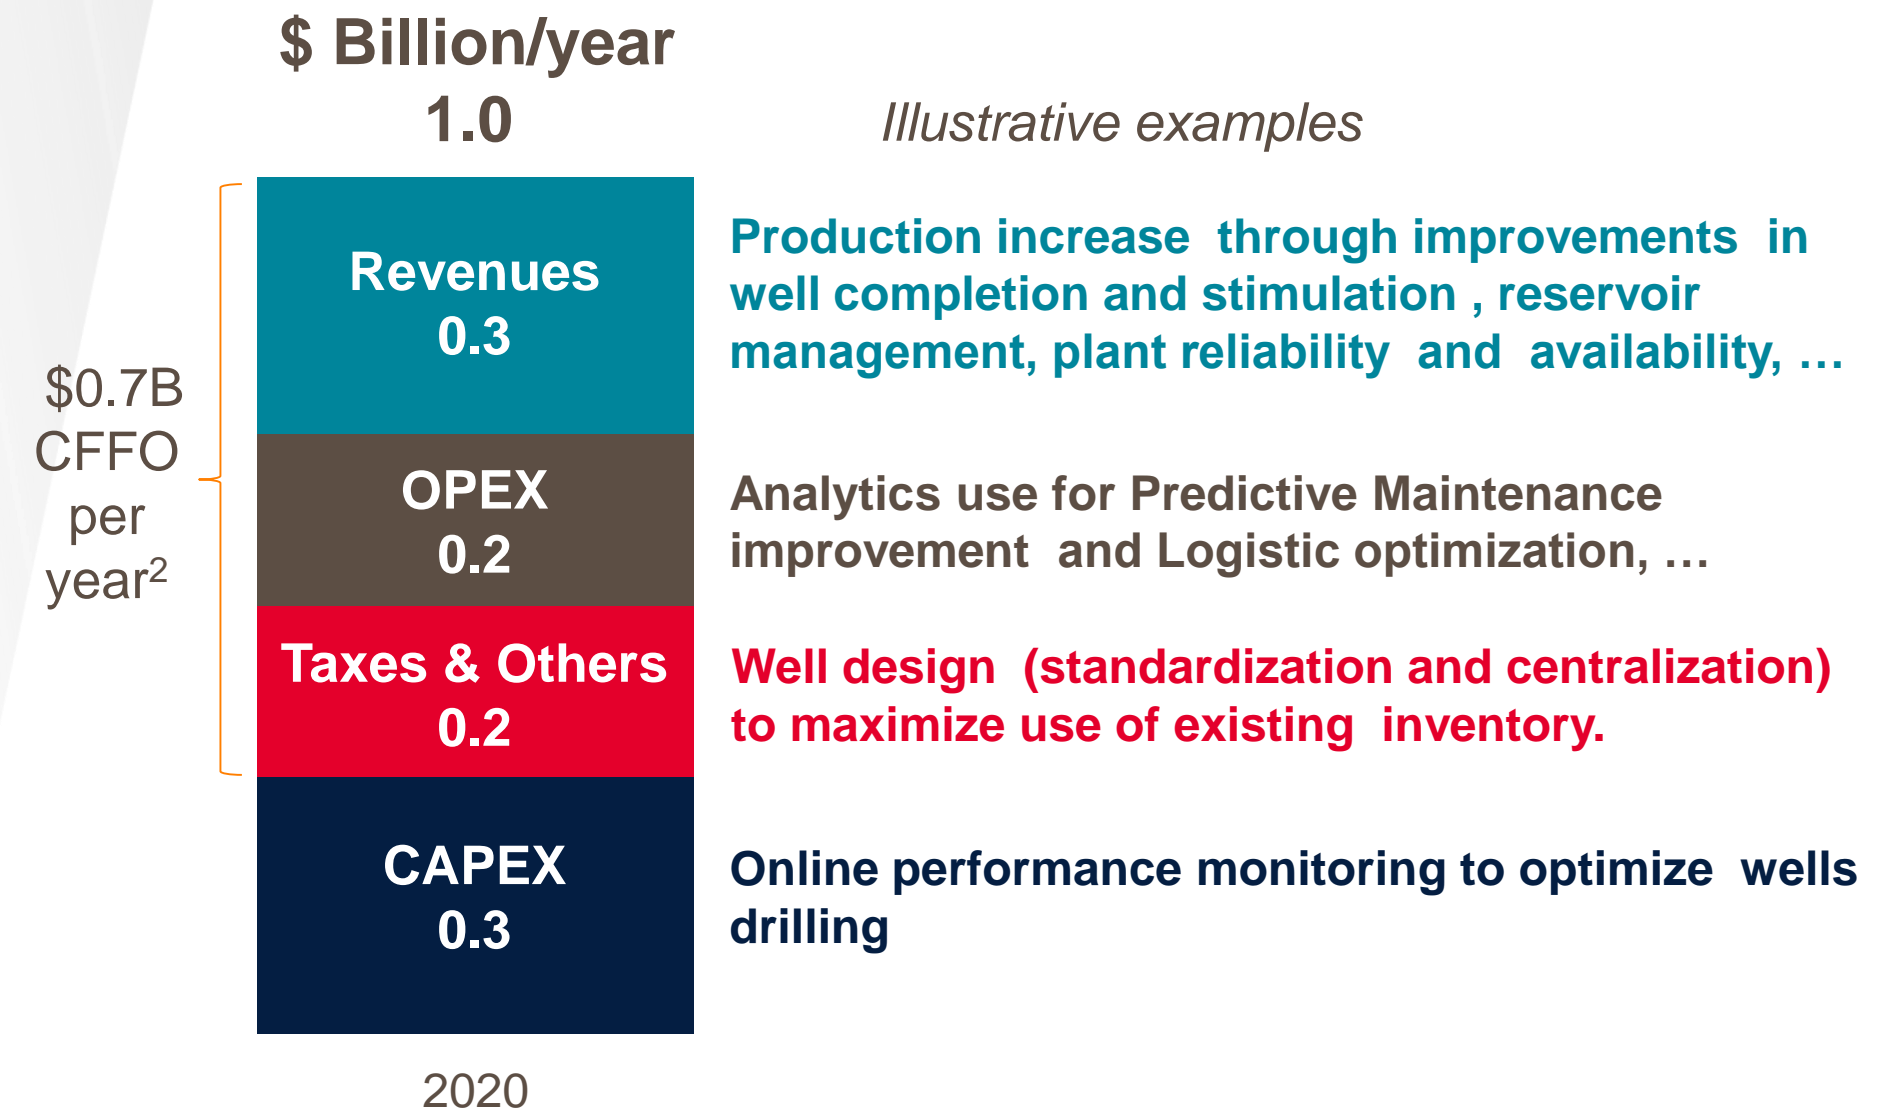 $ Billion/year
1.0
Illustrative examples
$0.7B
CFFO
per
year²
Revenues
0.3
Production increase through improvements in
well completion and stimulation , reservoir
management, plant reliability and availability, …
OPEX
0.2
Analytics use for Predictive Maintenance
improvement and Logistic optimization, …
Taxes & Others
0.2
Well design (standardization and centralization)
to maximize use of existing inventory.
CAPEX
0.3
Online performance monitoring to optimize wells
drilling
2020